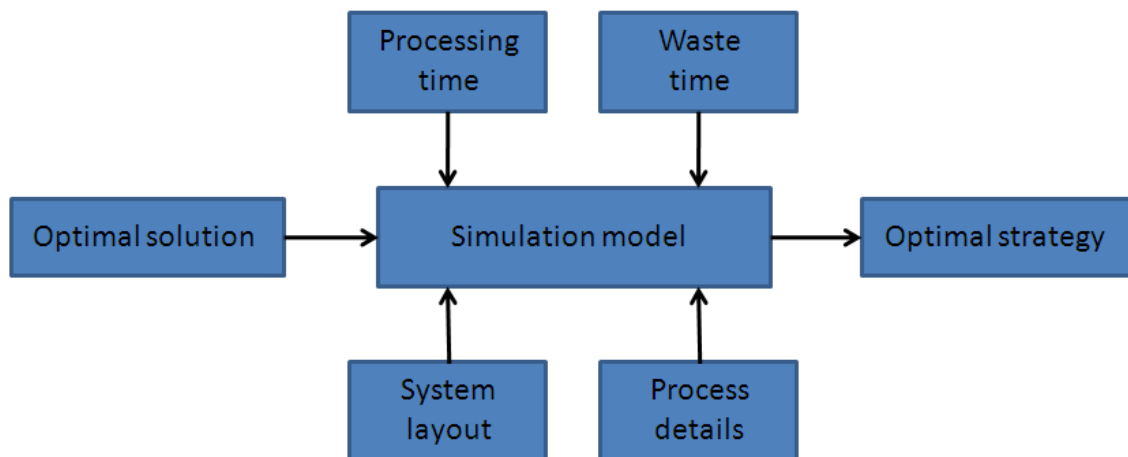 Processing
time
Waste
time
Optimal solution
Simulation model
Optimal strategy
System
layout
Process
details